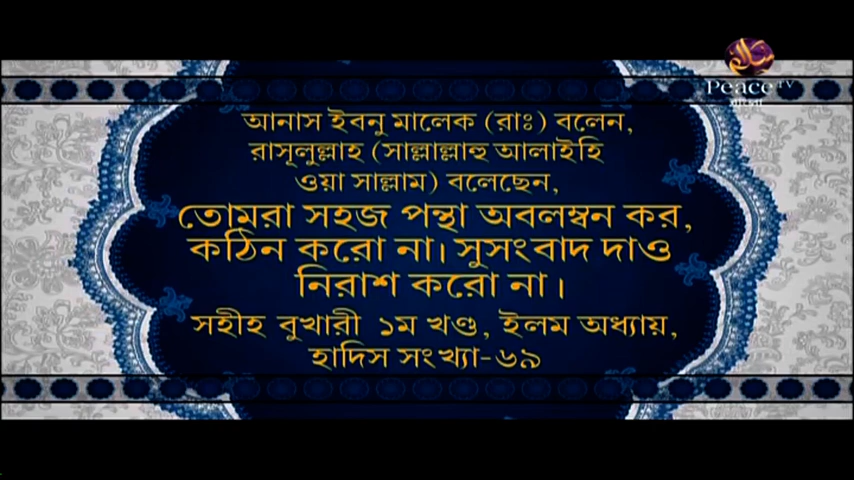 Peace TV
বাংলা
আনাস ইবনু মালেক (রাঃ) বলেন,
রাসূলুল্লাহ (সাল্লাল্লাহু আলাইহি
ওয়া সাল্লাম) বলেছেন,
তোমরা সহজ পন্থা অবলম্বন কর,
কঠিন করো না। সুসংবাদ দাও
নিরাশ করো না।
সহীহ বুখারী ১ম খণ্ড, ইলম অধ্যায়,
হাদিস সংখ্যা-৬৯